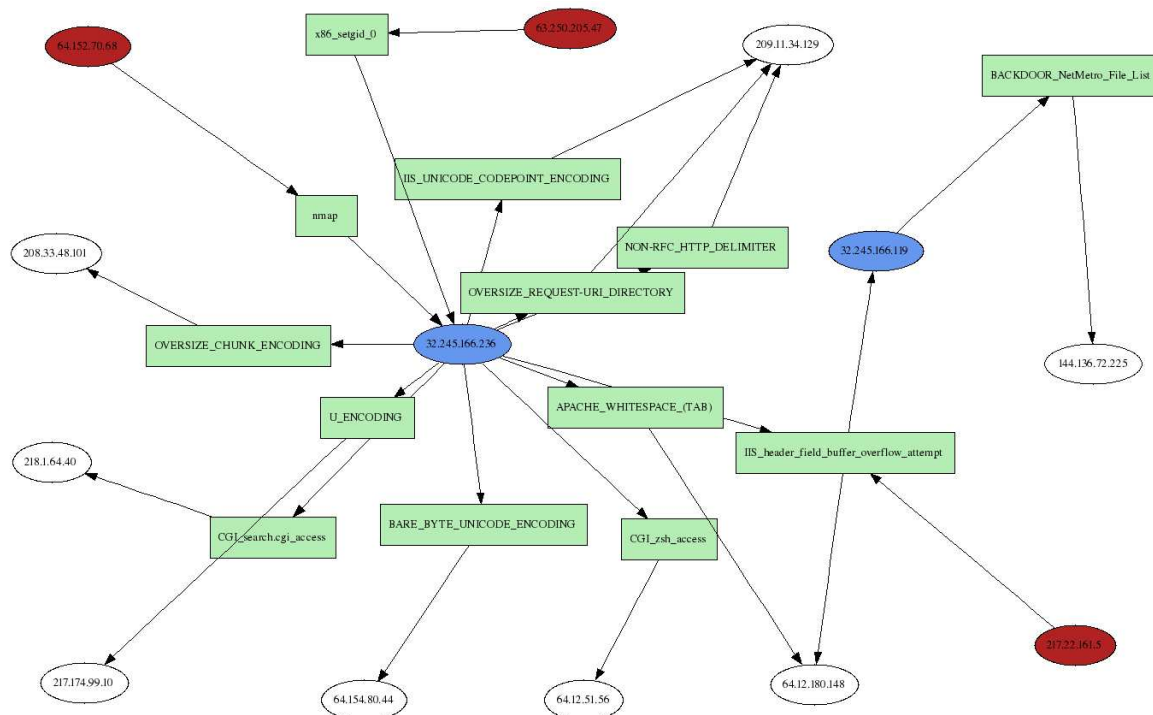 x86_setgid_0
63.250.205.47
64.152.70.68
209.11.34.129
BACKDOOR_NetMetro_File_List
IIS_UNICODE_CODEPOINT_ENCODING
nmap
208.33.48.101
NON-RFC_HTTP_DELIMITER
32.245.166.119
OVERSIZE_REQUEST-URI_DIRECTORY
OVERSIZE_CHUNK_ENCODING
32.245.166.236
144.136.72.225
U_ENCODING
APACHE_WHITESPACE_(TAB)
IIS_header_field_buffer_overflow_attempt
218.1.64.40
CGI_search.cgi_access
BARE_BYTE_UNICODE_ENCODING
CGI_zsh_access
217.22.161.5
217.174.99.10
64.154.80.44
64.12.51.56
64.12.180.148